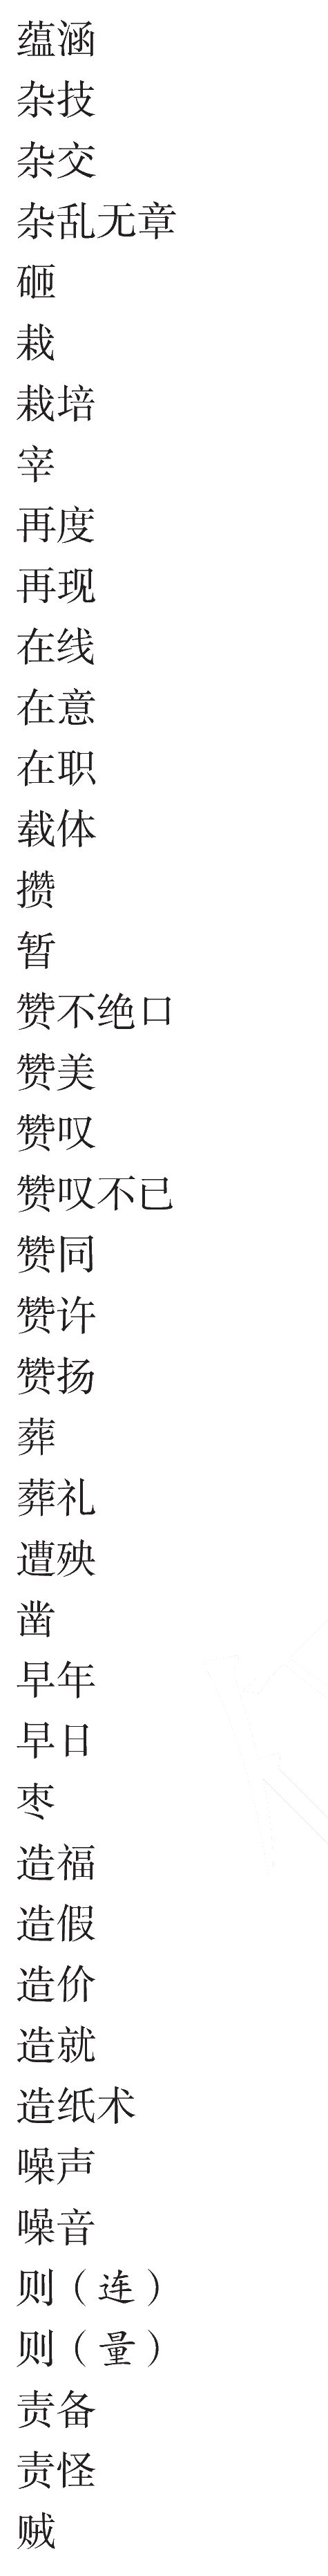 蕴涵
杂技
杂交
杂乱无章
砸
栽
栽培
宰
再度
再现
在线
在意
在职
载体
攒
暂
赞不绝口
赞美
赞叹
赞叹不已
赞同
赞许
赞扬
葬
葬礼
遭殃
凿
早年
早日
枣
造福
造假
造价
造就
造纸术
噪声
噪音
则（连）
则（量）
责备
责怪
贼